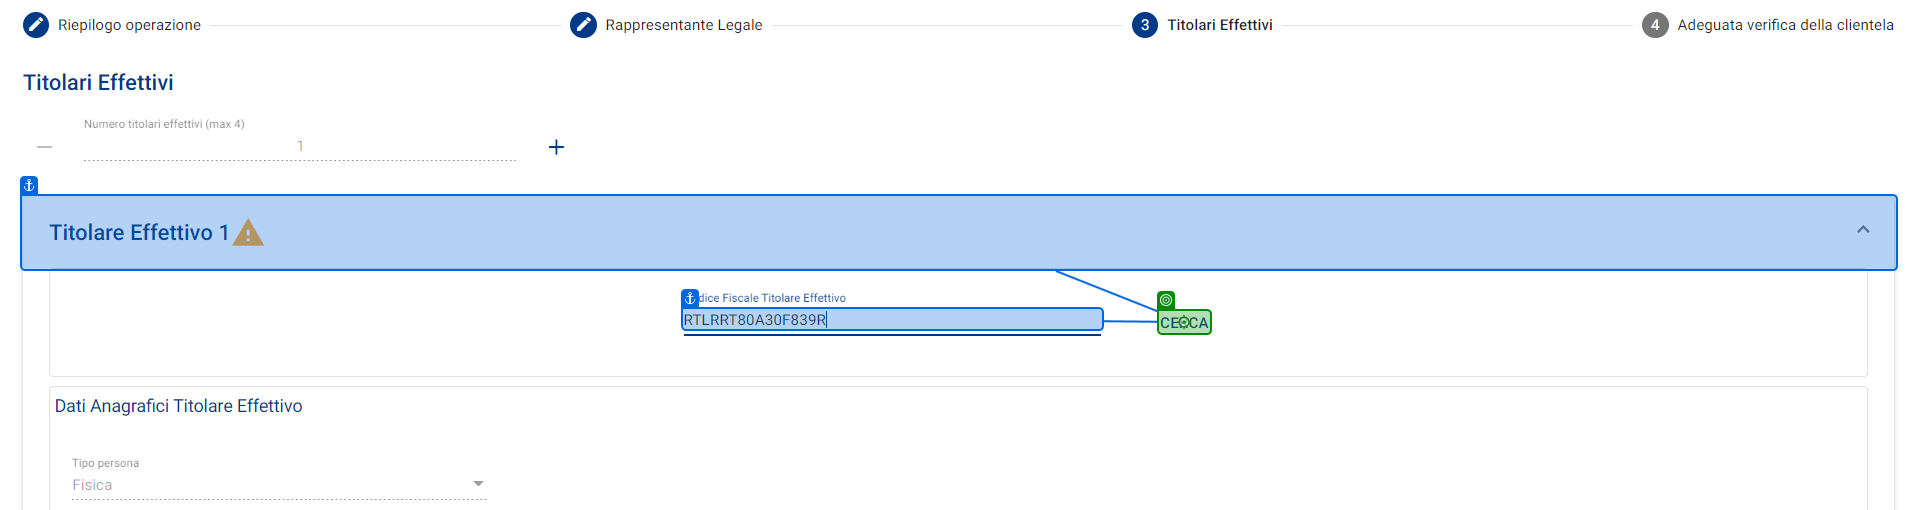 Riepilogo operazione
Rappresentante Legale
3 Titolari Effettivi
4 Adeguata verifica della clientela
Titolari Effettivi
Numero titolari effettivi (max 4)
1
Titolare Effettivo 1
dice Fiscale Titolare Effettivo
RTLRRT80A30F839R
CERCA
Dati Anagrafici Titolare Effettivo
Tipo persona
Fisica